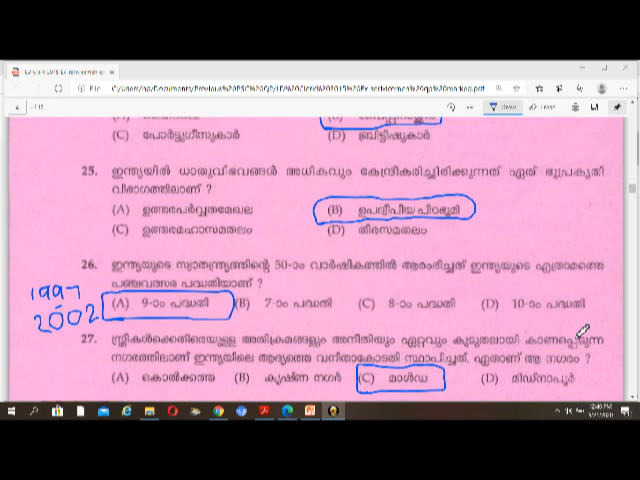 (C) പോർട്ടുഗീസുകാർ (D) ബ്രിട്ടിഷുകാർ
25. ഇന്ത്യയിൽ ധാതുവിഭവങ്ങൾ അധികവും കേന്ദ്രീകരിച്ചിരിക്കുന്നത് ഏത് ഭൂപ്രകൃതി
വിഭാഗത്തിലാണ് ?
(A) ഉത്തരപർവ്വതമേഖല (B) ഉപദ്വീപീയ പീഠഭൂമി
(C) ഉത്തരമഹാസമതലം (D) തീരസമതലം
26. ഇന്ത്യയുടെ സ്വാതന്ത്ര്യത്തിന്റെ 50-ാം വാർഷികത്തിൽ ആരംഭിച്ചത് ഇന്ത്യയുടെ എത്രാമത്തെ
പഞ്ചവത്സര പദ്ധതിയാണ് ?
1997
(A) 9-ാം പദ്ധതി (B) 7-ാം പദ്ധതി (C) 8-ാം പദ്ധതി (D) 10-ാം പദ്ധതി
2002
27. സ്ത്രീകൾക്കെതിരെയുള്ള അതിക്രമങ്ങളും അനീതിയും ഏറ്റവും കൂടുതലായി കാണപ്പെടുന്ന
നഗരത്തിലാണ് ഇന്ത്യയിലെ ആദ്യത്തെ വനിതാകോടതി സ്ഥാപിച്ചത്. ഏതാണ് ആ നഗരം ?
(A) കൊൽക്കത്ത (B) കൃഷ്ണ നഗർ (C) മാൾഡ (D) മിഡ്നാപൂർ